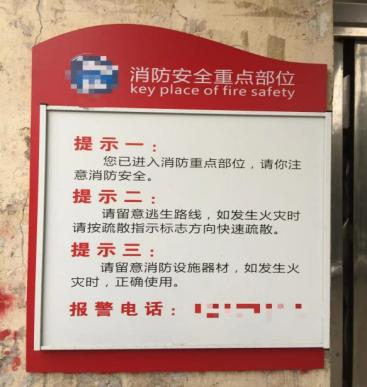 消防安全重点部位
key place of fire safety
提示一：
您已进入消防重点部位，请你注
意消防安全。
提示二：
请留意逃生路线，如发生火灾时
请按疏散指示标志方向快速疏散。
提示三：
请留意消防设施器材，如发生火
灾时，正确使用。
报警电话：